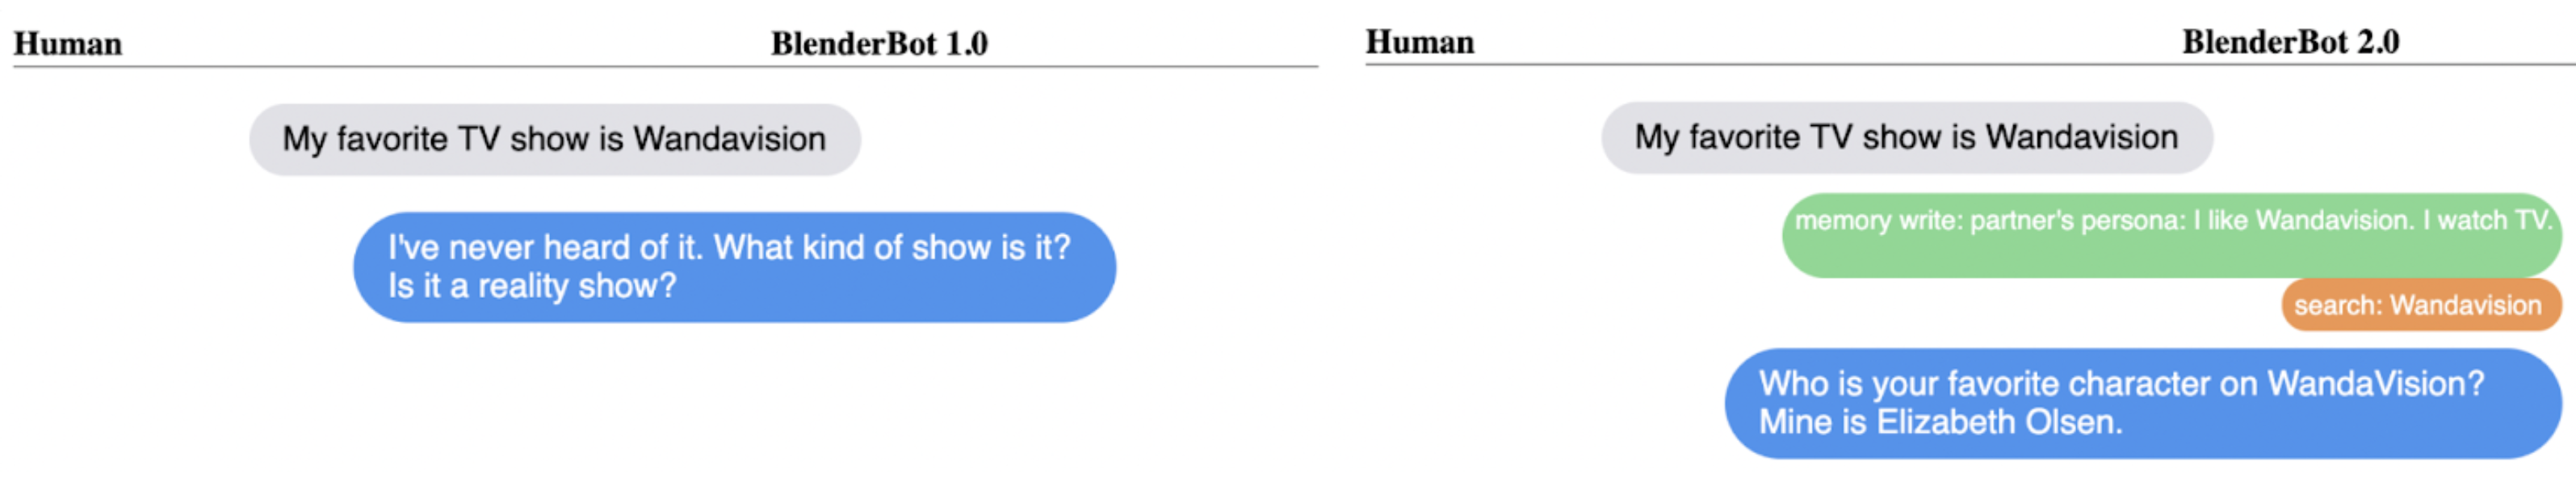 Human BlenderBot 1.0
My favorite TV show is Wandavision
I've never heard of it. What kind of show is it?
Is it a reality show?
Human BlenderBot 2.0
My favorite TV show is Wandavision
memory write: partner's persona: I like Wandavision. I watch TV.
search: Wandavision
Who is your favorite character on WandaVision?
Mine is Elizabeth Olsen.